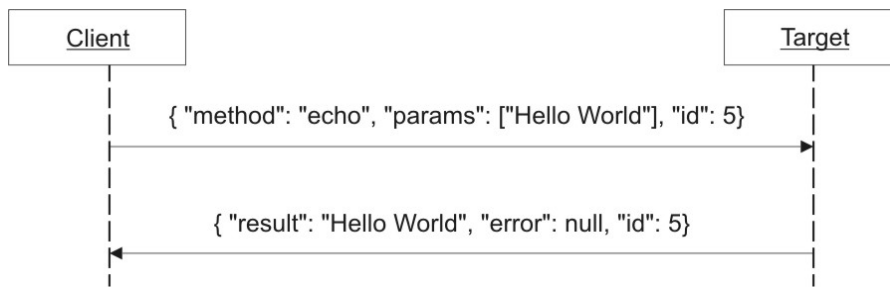 Client
Target
{ "method": "echo", "params": ["Hello World"], "id": 5}
{ "result": "Hello World", "error": null, "id": 5}